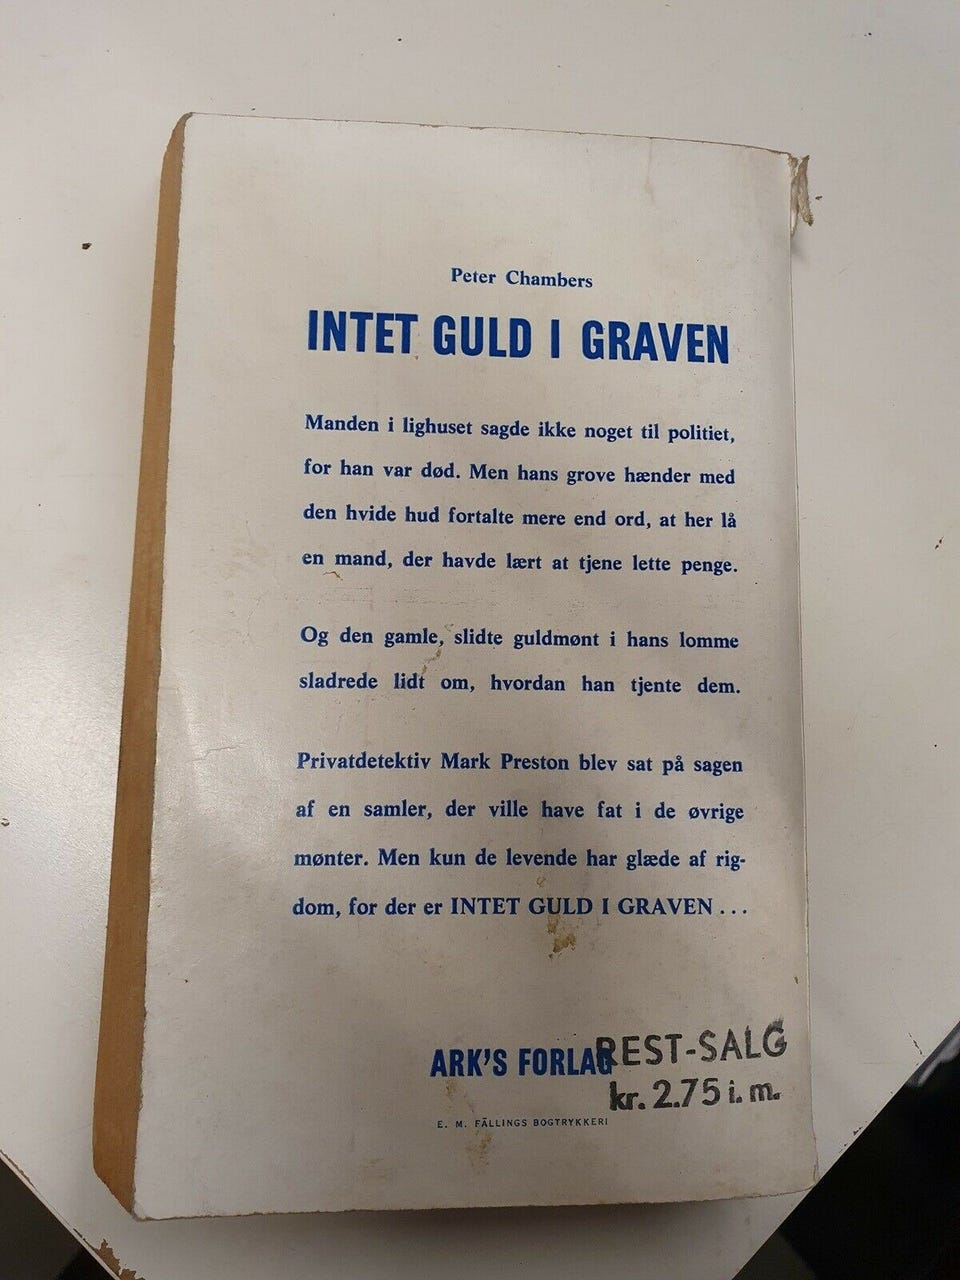 Peter Chambers
INTET GULD I GRAVEN
Manden i lighuset sagde ikke noget til politiet,
for han var død. Men hans grove hænder med
den hvide hud fortalte mere end ord, at her lå
en mand, der havde lært at tjene lette penge.
Og den gamle, slidte guldmønt i hans lomme
sladrede lidt om, hvordan han tjente dem.
Privatdetektiv Mark Preston blev sat på sagen
af en samler, der ville have fat i de øvrige
mønter. Men kun de levende har glæde af rig-
dom, for der er INTET GULD I GRAVEN ...
ARK'S FORLAG
REST-SALG
kr. 2.75 i. m.
E. M. FÄLLINGS BOGTRYKKERI